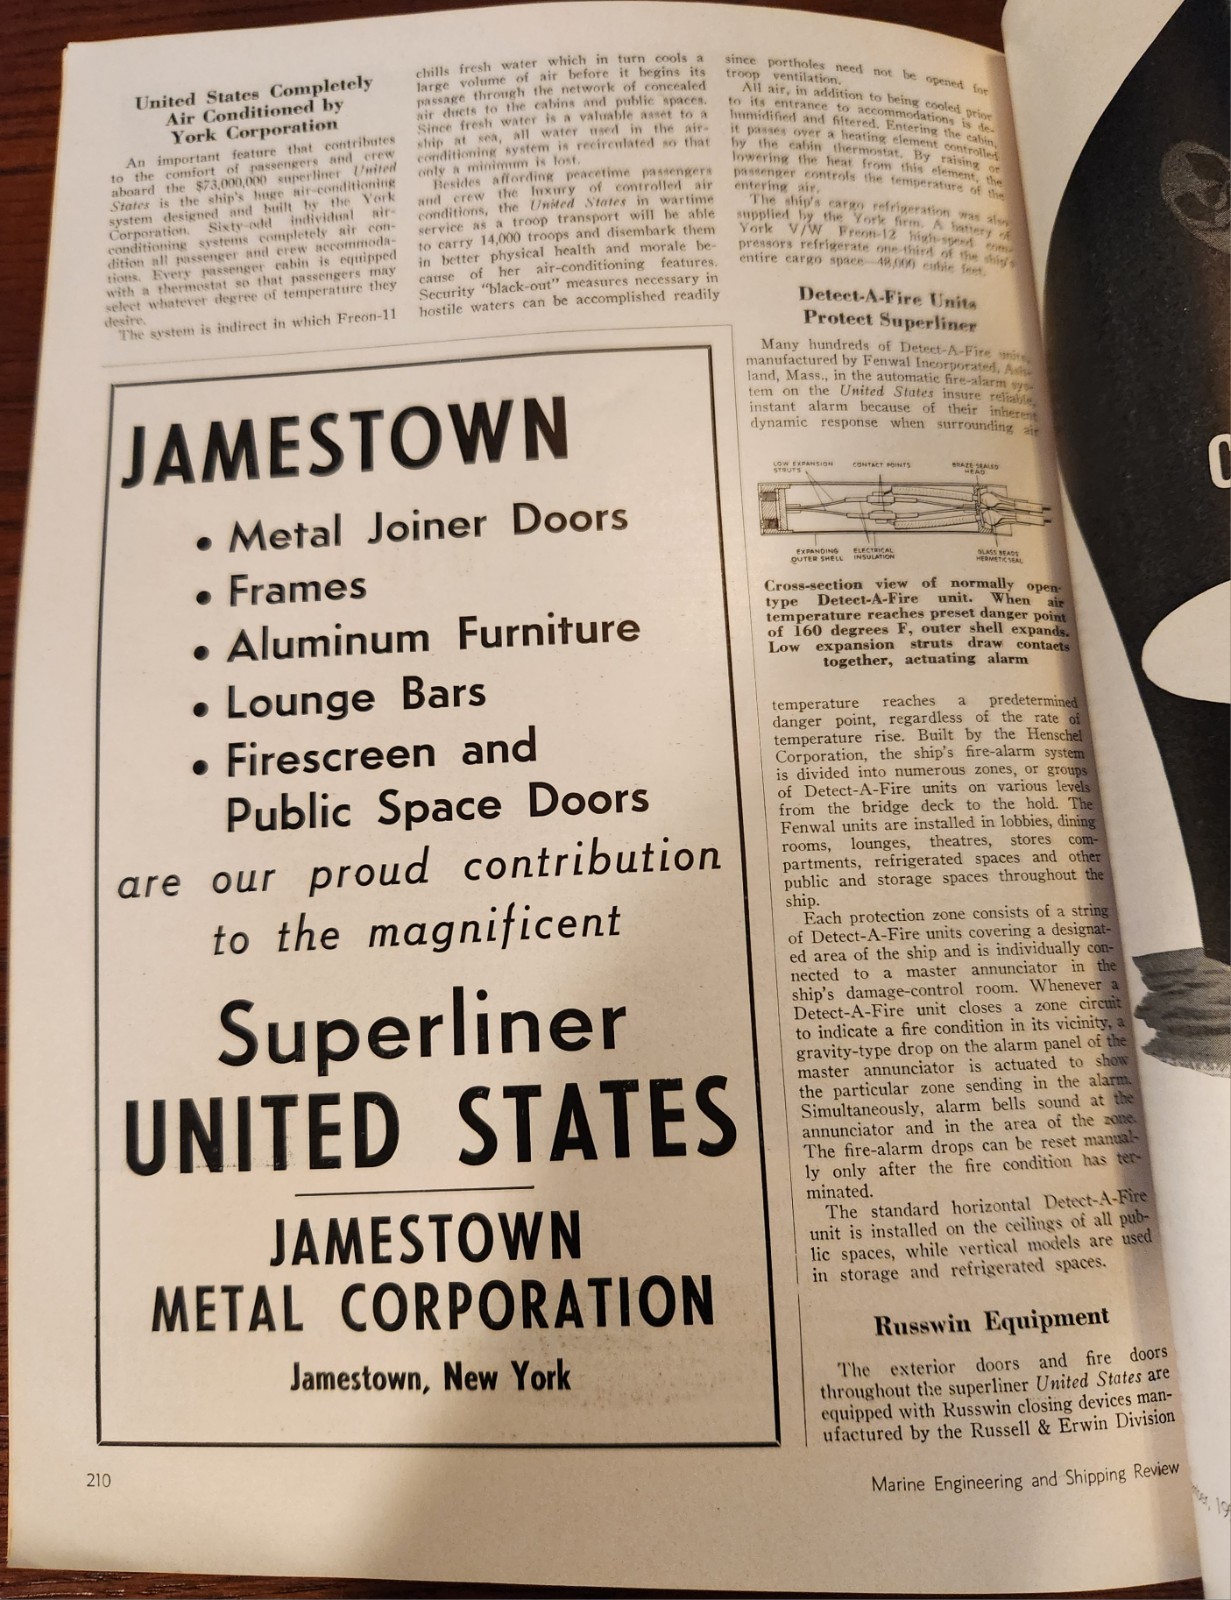 United States Completely
Air Conditioned by
York Corporation
An important feature that contributes
to the comfort of passengers and crew
aboard the $73,000,000 superliner United
States is the ship's huge air-conditioning
system designed and built by the York
Corporation. Sixty-odd individual air-
conditioning systems completely air con-
dition all passenger and crew accommoda-
tions. Every passenger cabin is equipped
with a thermostat so that passengers may
select whatever degree of temperature they
desire.
The system is indirect in which Freon-11
chills fresh water which in turn cools a
large volume of air before it begins its
passage through the network of concealed
air ducts to the cabins and public spaces.
Since fresh water is a valuable asset to a
ship at sea, all water used in the air-
conditioning system is recirculated so that
only a minimum is lost.
Besides affording peacetime passengers
and crew the luxury of controlled air
conditions, the United States in wartime
service as a troop transport will be able
to carry 14,000 troops and disembark them
in better physical health and morale be-
cause of her air-conditioning features.
Security "black-out" measures necessary in
hostile waters can be accomplished readily
since portholes need not be opened for
troop ventilation.
All air, in addition to being cooled prior
to its entrance to accommodations is de-
humidified and filtered. Entering the cabin,
it passes over a heating element controlled
by the cabin thermostat. By raising or
lowering the heat from this element, the
passenger controls the temperature of the
entering air.
The ship's cargo refrigeration was also
supplied by the York firm. A battery of
York V/W Freon-12 high-speed com-
pressors refrigerate one-third of the ship's
entire cargo space—48,000 cubic feet.
Detect-A-Fire Units
Protect Superliner
Many hundreds of Detect-A-Fire units,
manufactured by Fenwal Incorporated, Ash-
land, Mass., in the automatic fire-alarm sys-
tem on the United States insure reliable,
instant alarm because of their inherent
dynamic response when surrounding air
LOW EXPANSION
STRUTS
CONTACT POINTS
BRAZE-SEALED
HEAD
EXPANDING
OUTER SHELL
ELECTRICAL
INSULATION
GLASS BEADS
HERMETIC SEAL
Cross-section view of normally open-
type Detect-A-Fire unit. When air
temperature reaches preset danger point
of 160 degrees F, outer shell expands.
Low expansion struts draw contacts
together, actuating alarm
temperature reaches a predetermined
danger point, regardless of the rate of
temperature rise. Built by the Henschel
Corporation, the ship's fire-alarm system
is divided into numerous zones, or groups
of Detect-A-Fire units on various levels
from the bridge deck to the hold. The
Fenwal units are installed in lobbies, dining
rooms, lounges, theatres, stores com-
partments, refrigerated spaces and other
public and storage spaces throughout the
ship.
Each protection zone consists of a string
of Detect-A-Fire units covering a designat-
ed area of the ship and is individually con-
nected to a master annunciator in the
ship's damage-control room. Whenever a
Detect-A-Fire unit closes a zone circuit
to indicate a fire condition in its vicinity, a
gravity-type drop on the alarm panel of the
master annunciator is actuated to show
the particular zone sending in the alarm.
Simultaneously, alarm bells sound at the
annunciator and in the area of the zone.
The fire-alarm drops can be reset manual-
ly only after the fire condition has ter-
minated.
The standard horizontal Detect-A-Fire
unit is installed on the ceilings of all pub-
lic spaces, while vertical models are used
in storage and refrigerated spaces.
Russwin Equipment
The exterior doors and fire doors
throughout the superliner United States are
equipped with Russwin closing devices man-
ufactured by the Russell & Erwin Division
JAMESTOWN
• Metal Joiner Doors
• Frames
• Aluminum Furniture
• Lounge Bars
• Firescreen and
Public Space Doors
are our proud contribution
to the magnificent
Superliner
UNITED STATES
JAMESTOWN
METAL CORPORATION
Jamestown, New York
210
Marine Engineering and Shipping Review